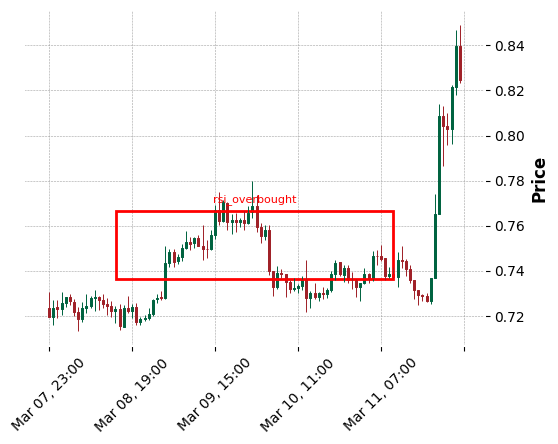 rsi_overbought
0.84
0.82
0.80
0.78
0.76
0.74
0.72
Price
Mar 07, 23:00
Mar 08, 19:00
Mar 09, 15:00
Mar 10, 11:00
Mar 11, 07:00